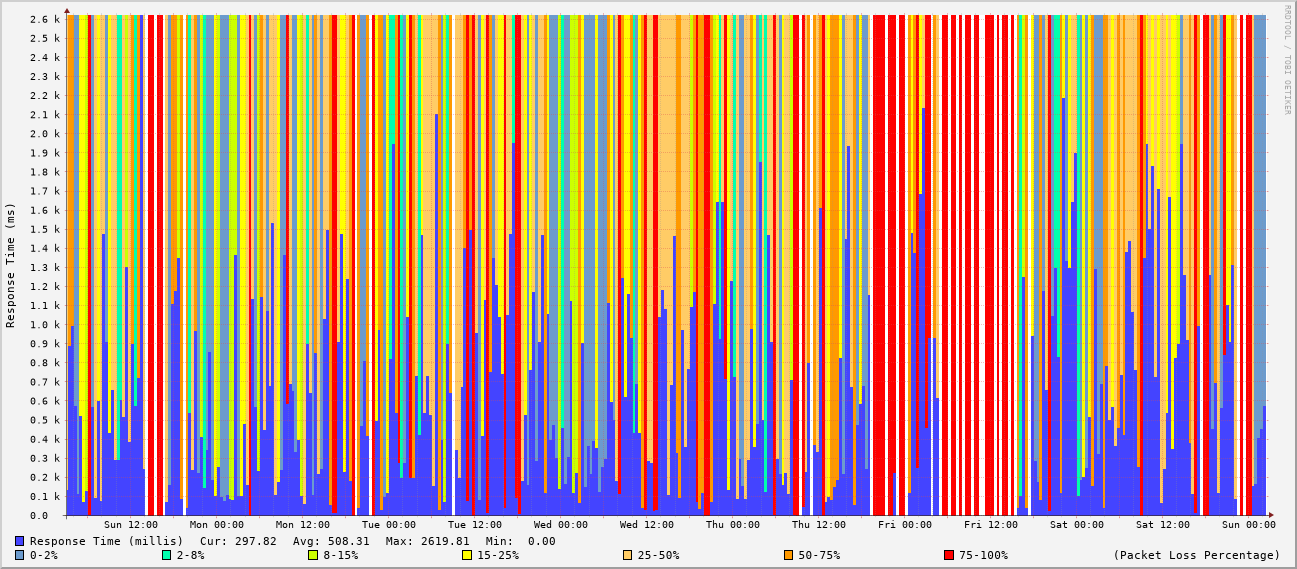 RRDTOOL / TOBI OETIKER
Response Time (ms)
2.6 k
2.5 k
2.4 k
2.3 k
2.2 k
2.1 k
2.0 k
1.9 k
1.8 k
1.7 k
1.6 k
1.5 k
1.4 k
1.3 k
1.2 k
1.1 k
1.0 k
0.9 k
0.8 k
0.7 k
0.6 k
0.5 k
0.4 k
0.3 k
0.2 k
0.1 k
0.0
Sun 12:00 Mon 00:00 Mon 12:00 Tue 00:00 Tue 12:00 Wed 00:00 Wed 12:00 Thu 00:00 Thu 12:00 Fri 00:00 Fri 12:00 Sat 00:00 Sat 12:00 Sun 00:00
Response Time (millis) Cur: 297.82 Avg: 508.31 Max: 2619.81 Min: 0.00
0-2% 2-8% 8-15% 15-25% 25-50% 50-75% 75-100% (Packet Loss Percentage)